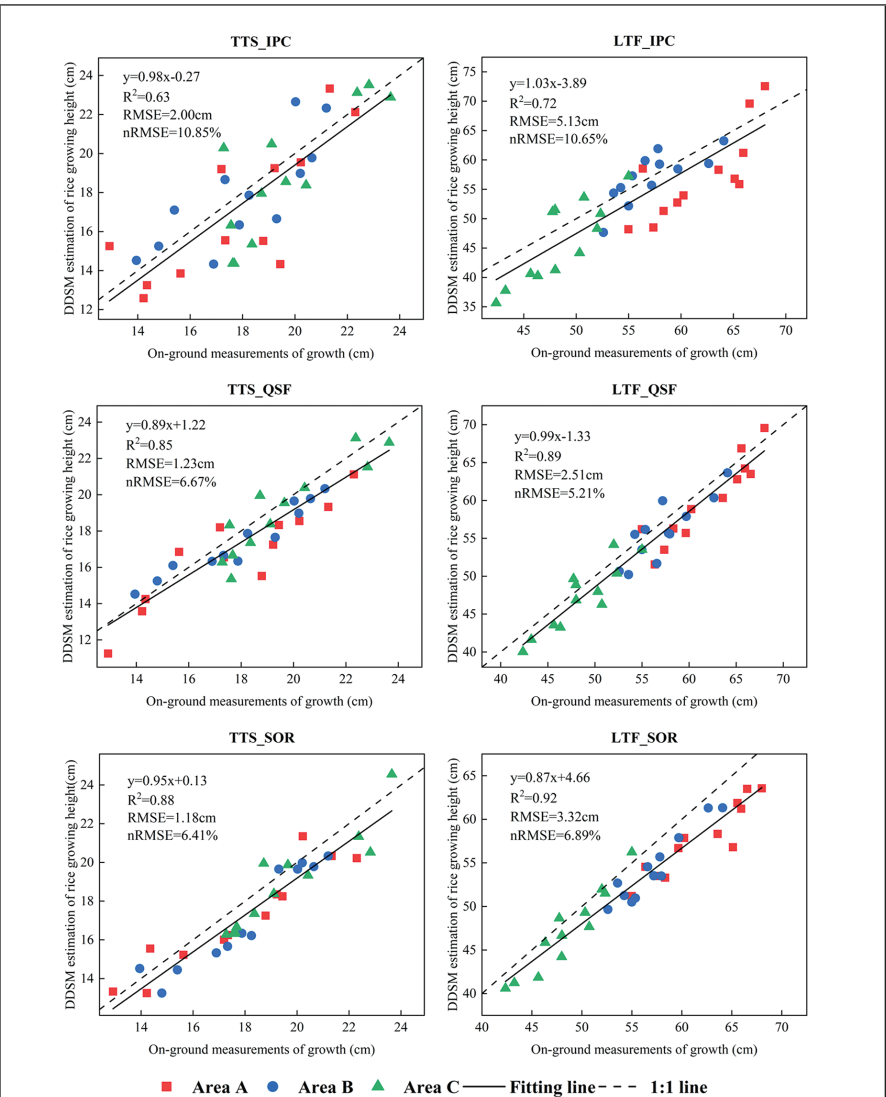 TTS_IPC
y=0.98x-0.27
R²=0.63
RMSE=2.00cm
nRMSE=10.85%
24
22
20
18
16
14
12
14 16 18 20 22 24
DDSM estimation of rice growing height (cm)
On-ground measurements of growth (cm)
LTF_IPC
y=1.03x-3.89
R²=0.72
RMSE=5.13cm
nRMSE=10.65%
75
70
65
60
55
50
45
40
35
45 50 55 60 65 70
DDSM estimation of rice growing height (cm)
On-ground measurements of growth (cm)
TTS_QSF
y=0.89x+1.22
R²=0.85
RMSE=1.23cm
nRMSE=6.67%
24
22
20
18
16
14
12
14 16 18 20 22 24
DDSM estimation of rice growing height (cm)
On-ground measurements of growth (cm)
LTF_QSF
y=0.99x-1.33
R²=0.89
RMSE=2.51cm
nRMSE=5.21%
70
65
60
55
50
45
40
40 45 50 55 60 65 70
DDSM estimation of rice growing height (cm)
On-ground measurements of growth (cm)
TTS_SOR
y=0.95x+0.13
R²=0.88
RMSE=1.18cm
nRMSE=6.41%
24
22
20
18
16
14
14 16 18 20 22 24
DDSM estimation of rice growing height(cm)
On-ground measurements of growth (cm)
LTF_SOR
y=0.87x+4.66
R²=0.92
RMSE=3.32cm
nRMSE=6.89%
65
60
55
50
45
40
40 45 50 55 60 65 70
DDSM estimation of rice growing height (cm)
On-ground measurements of growth (cm)
Area A Area B Area C Fitting line 1:1 line